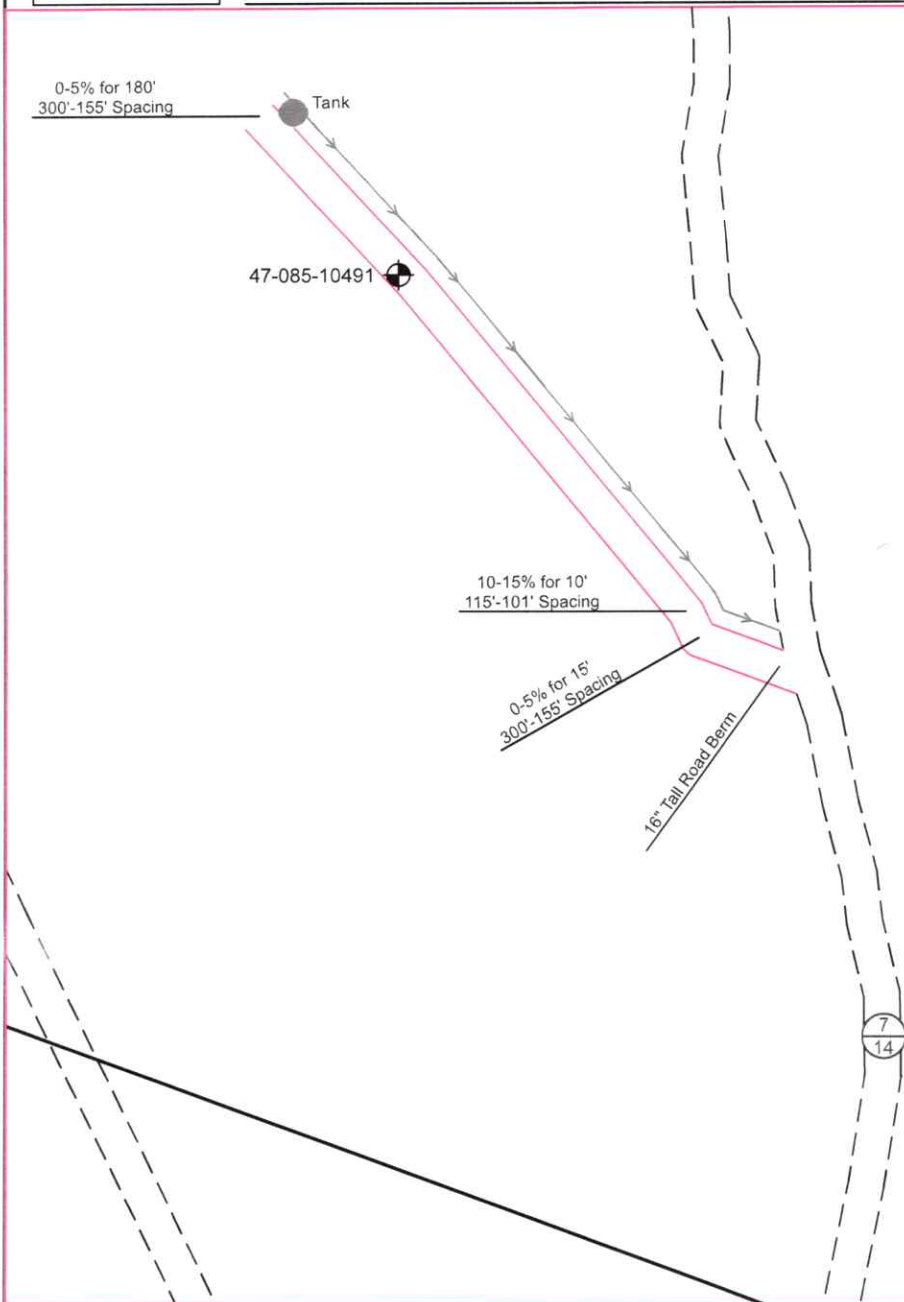 0-5% for 180'
300'-155' Spacing
Tank
47-085-10491
10-15% for 10'
115'-101' Spacing
0-5% for 15'
300'-155' Spacing
16" Tall Road Berm
7
14